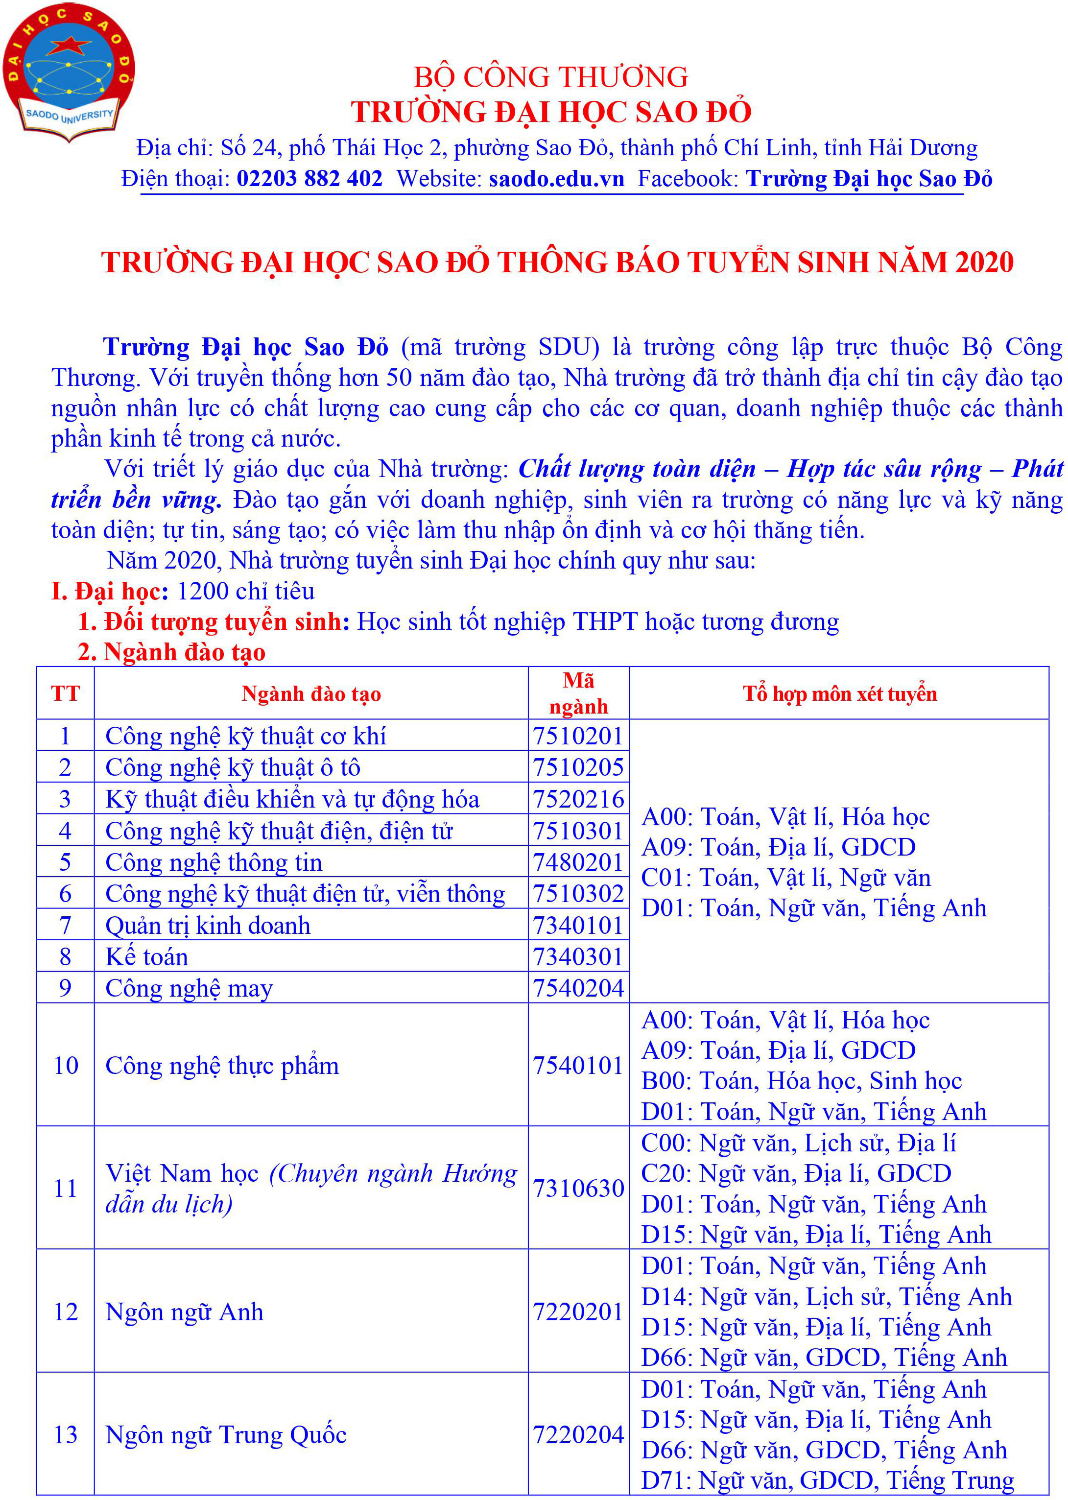 ĐẠI HỌC SAO ĐỎ
SAODO UNIVERSITY
BỘ CÔNG THƯƠNG
TRƯỜNG ĐẠI HỌC SAO ĐỎ
Địa chỉ: Số 24, phố Thái Học 2, phường Sao Đỏ, thành phố Chí Linh, tỉnh Hải Dương
Điện thoại: 02203 882 402 Website: saodo.edu.vn Facebook: Trường Đại học Sao Đỏ
TRƯỜNG ĐẠI HỌC SAO ĐỎ THÔNG BÁO TUYỂN SINH NĂM 2020
Trường Đại học Sao Đỏ (mã trường SDU) là trường công lập trực thuộc Bộ Công
Thương. Với truyền thống hơn 50 năm đào tạo, Nhà trường đã trở thành địa chỉ tin cậy đào tạo
nguồn nhân lực có chất lượng cao cung cấp cho các cơ quan, doanh nghiệp thuộc các thành
phần kinh tế trong cả nước.
Với triết lý giáo dục của Nhà trường: Chất lượng toàn diện – Hợp tác sâu rộng – Phát
triển bền vững. Đào tạo gắn với doanh nghiệp, sinh viên ra trường có năng lực và kỹ năng
toàn diện; tự tin, sáng tạo; có việc làm thu nhập ổn định và cơ hội thăng tiến.
Năm 2020, Nhà trường tuyển sinh Đại học chính quy như sau:
I. Đại học: 1200 chỉ tiêu
1. Đối tượng tuyển sinh: Học sinh tốt nghiệp THPT hoặc tương đương
2. Ngành đào tạo
TT Ngành đào tạo Mã ngành Tổ hợp môn xét tuyển
1 Công nghệ kỹ thuật cơ khí 7510201
2 Công nghệ kỹ thuật ô tô 7510205
3 Kỹ thuật điều khiển và tự động hóa 7520216
4 Công nghệ kỹ thuật điện, điện tử 7510301
5 Công nghệ thông tin 7480201
6 Công nghệ kỹ thuật điện tử, viễn thông 7510302
7 Quản trị kinh doanh 7340101
8 Kế toán 7340301
9 Công nghệ may 7540204
A00: Toán, Vật lí, Hóa học
A09: Toán, Địa lí, GDCD
C01: Toán, Vật lí, Ngữ văn
D01: Toán, Ngữ văn, Tiếng Anh
10 Công nghệ thực phẩm 7540101
A00: Toán, Vật lí, Hóa học
A09: Toán, Địa lí, GDCD
B00: Toán, Hóa học, Sinh học
D01: Toán, Ngữ văn, Tiếng Anh
11 Việt Nam học (Chuyên ngành Hướng
dẫn du lịch) 7310630
C00: Ngữ văn, Lịch sử, Địa lí
C20: Ngữ văn, Địa lí, GDCD
D01: Toán, Ngữ văn, Tiếng Anh
D15: Ngữ văn, Địa lí, Tiếng Anh
12 Ngôn ngữ Anh 7220201
D01: Toán, Ngữ văn, Tiếng Anh
D14: Ngữ văn, Lịch sử, Tiếng Anh
D15: Ngữ văn, Địa lí, Tiếng Anh
D66: Ngữ văn, GDCD, Tiếng Anh
13 Ngôn ngữ Trung Quốc 7220204
D01: Toán, Ngữ văn, Tiếng Anh
D15: Ngữ văn, Địa lí, Tiếng Anh
D66: Ngữ văn, GDCD, Tiếng Anh
D71: Ngữ văn, GDCD, Tiếng Trung